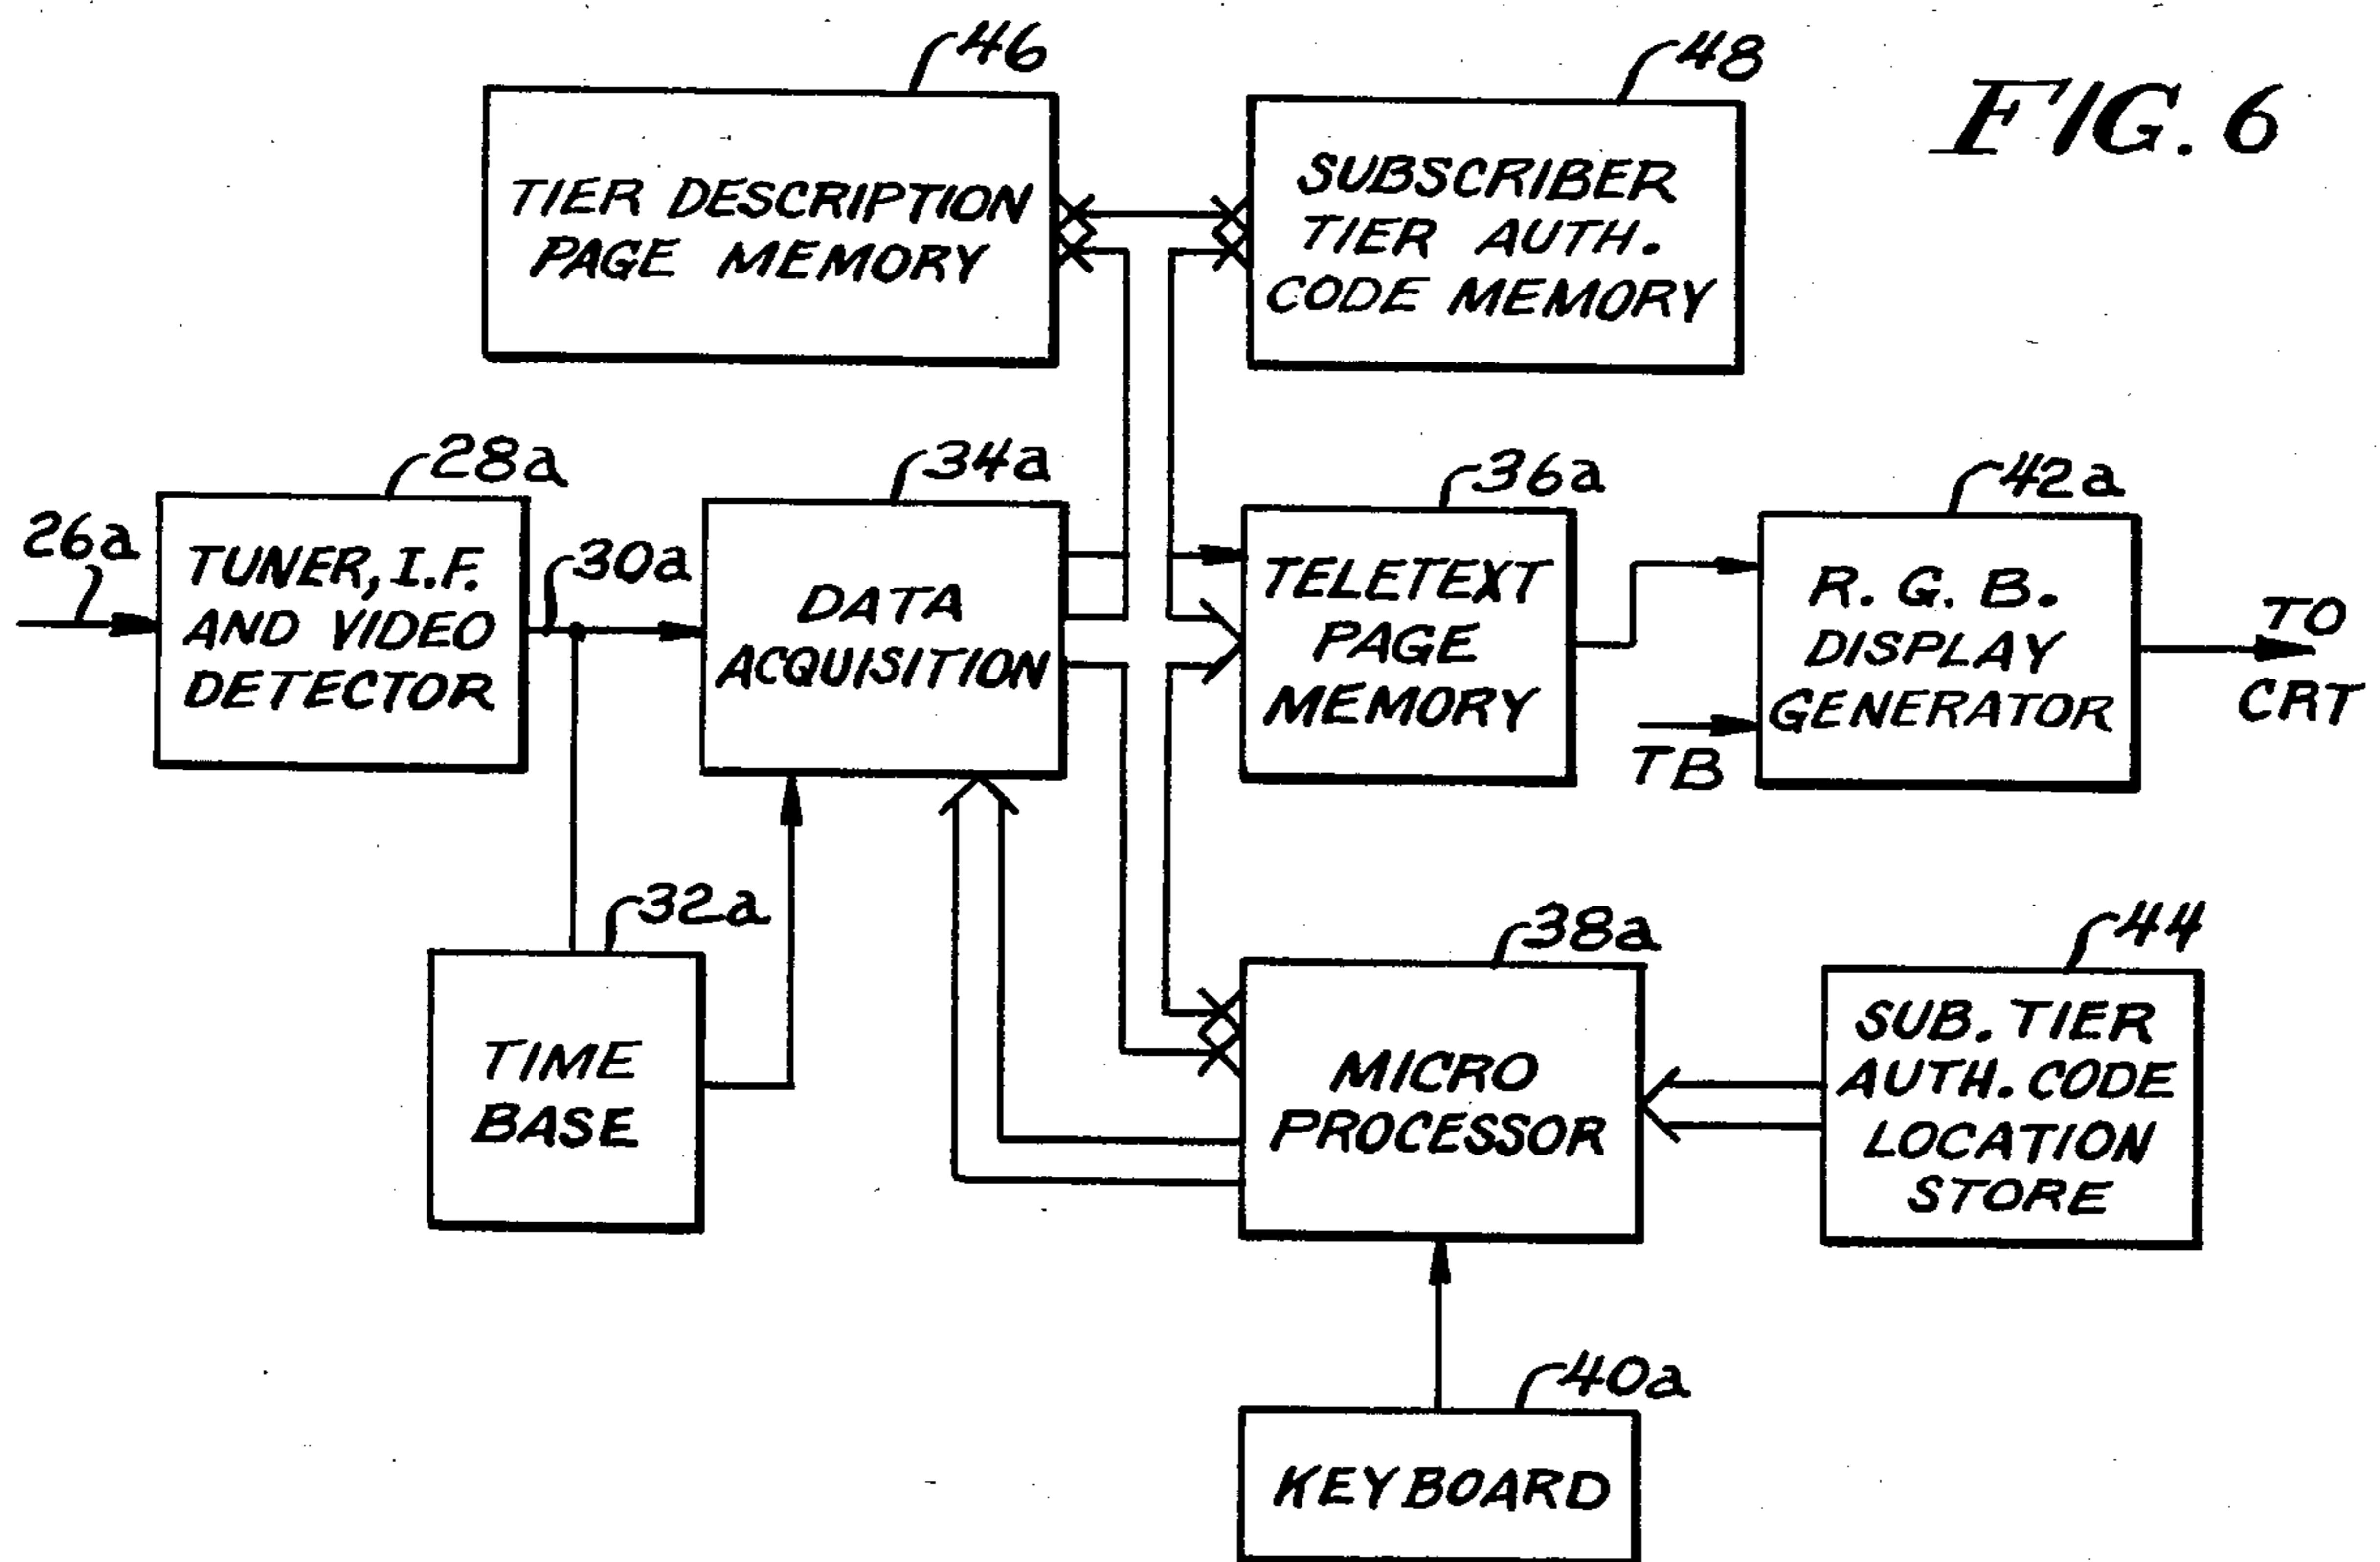 46
48
FIG. 6
TIER DESCRIPTION
PAGE MEMORY
SUBSCRIBER
TIER AUTH.
CODE MEMORY
26a
28a
TUNER, I.F.
AND VIDEO
DETECTOR
30a
34a
DATA
ACQUISITION
36a
TELETEXT
PAGE
MEMORY
42a
R. G. B.
DISPLAY
GENERATOR
TB
TO
CRT
32a
TIME
BASE
38a
MICRO
PROCESSOR
44
SUB. TIER
AUTH. CODE
LOCATION
STORE
40a
KEYBOARD